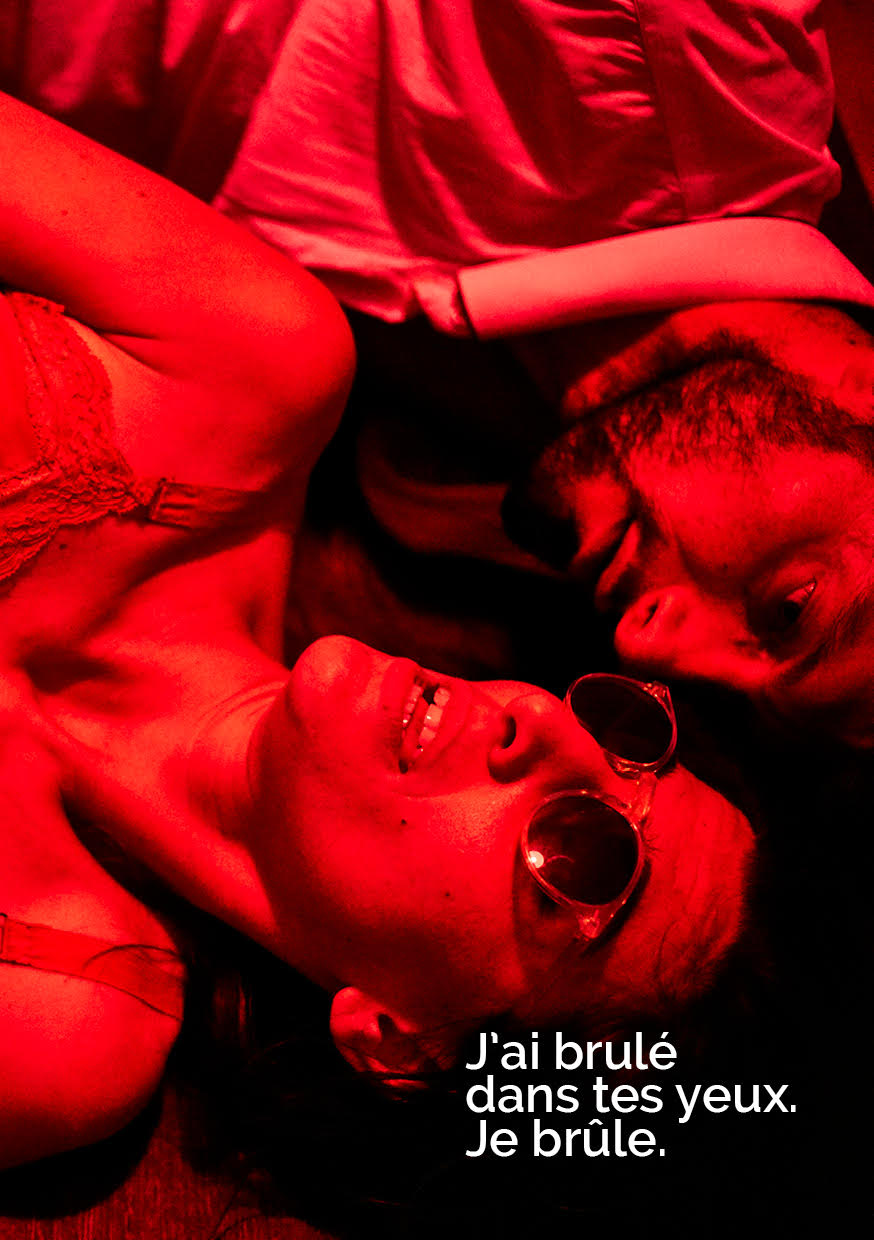 J’ai brulé
dans tes yeux.
Je brûle.